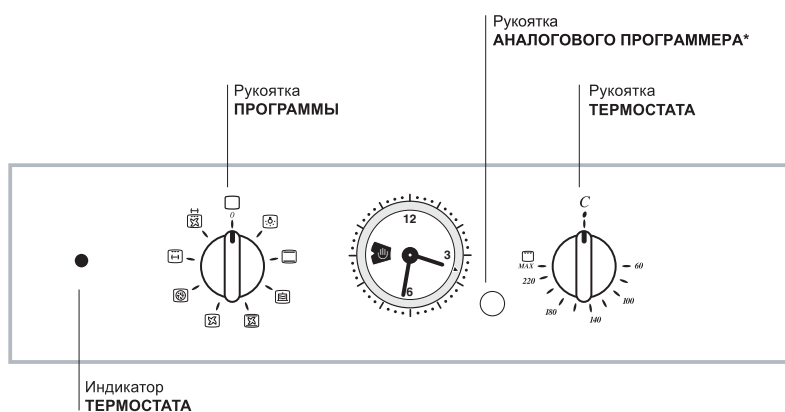 Рукоятка
АНАЛОГОВОГО ПРОГРАММЕРА*
Рукоятка
ПРОГРАММЫ
Рукоятка
ТЕРМОСТАТА
0
12
3
6
C
MAX
220
180
140
100
60
Индикатор
ТЕРМОСТАТА